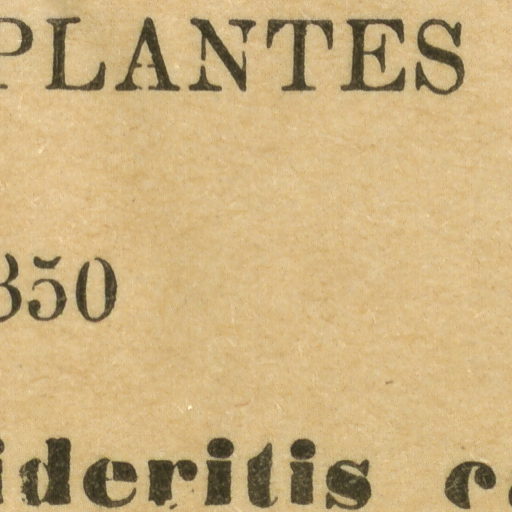 PLANTES
350
ideritis c